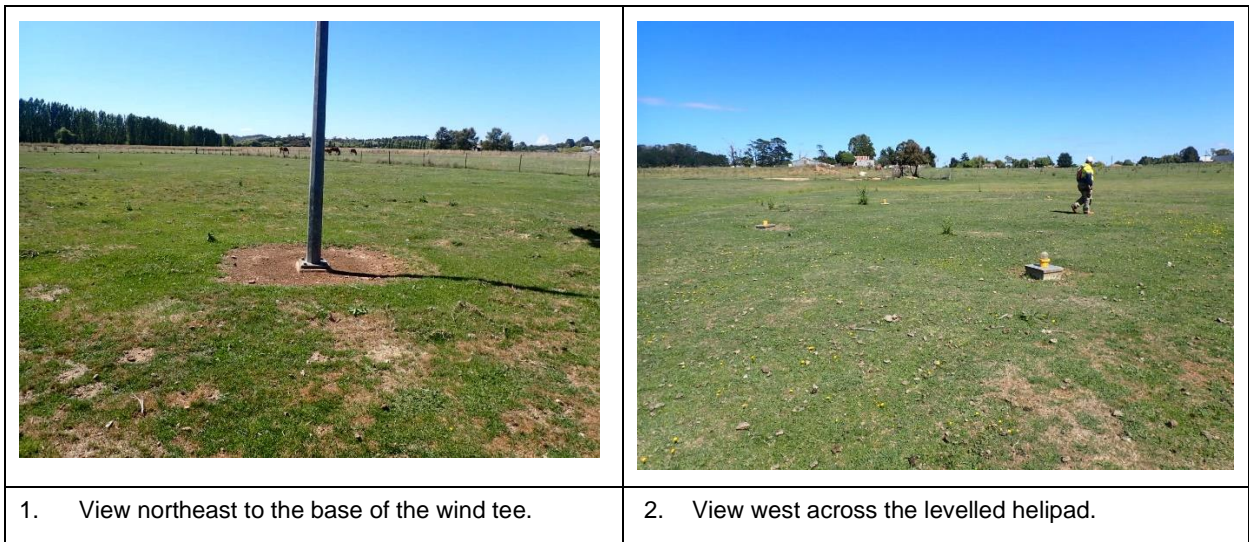 1. View northeast to the base of the wind tee.
2. View west across the levelled helipad.